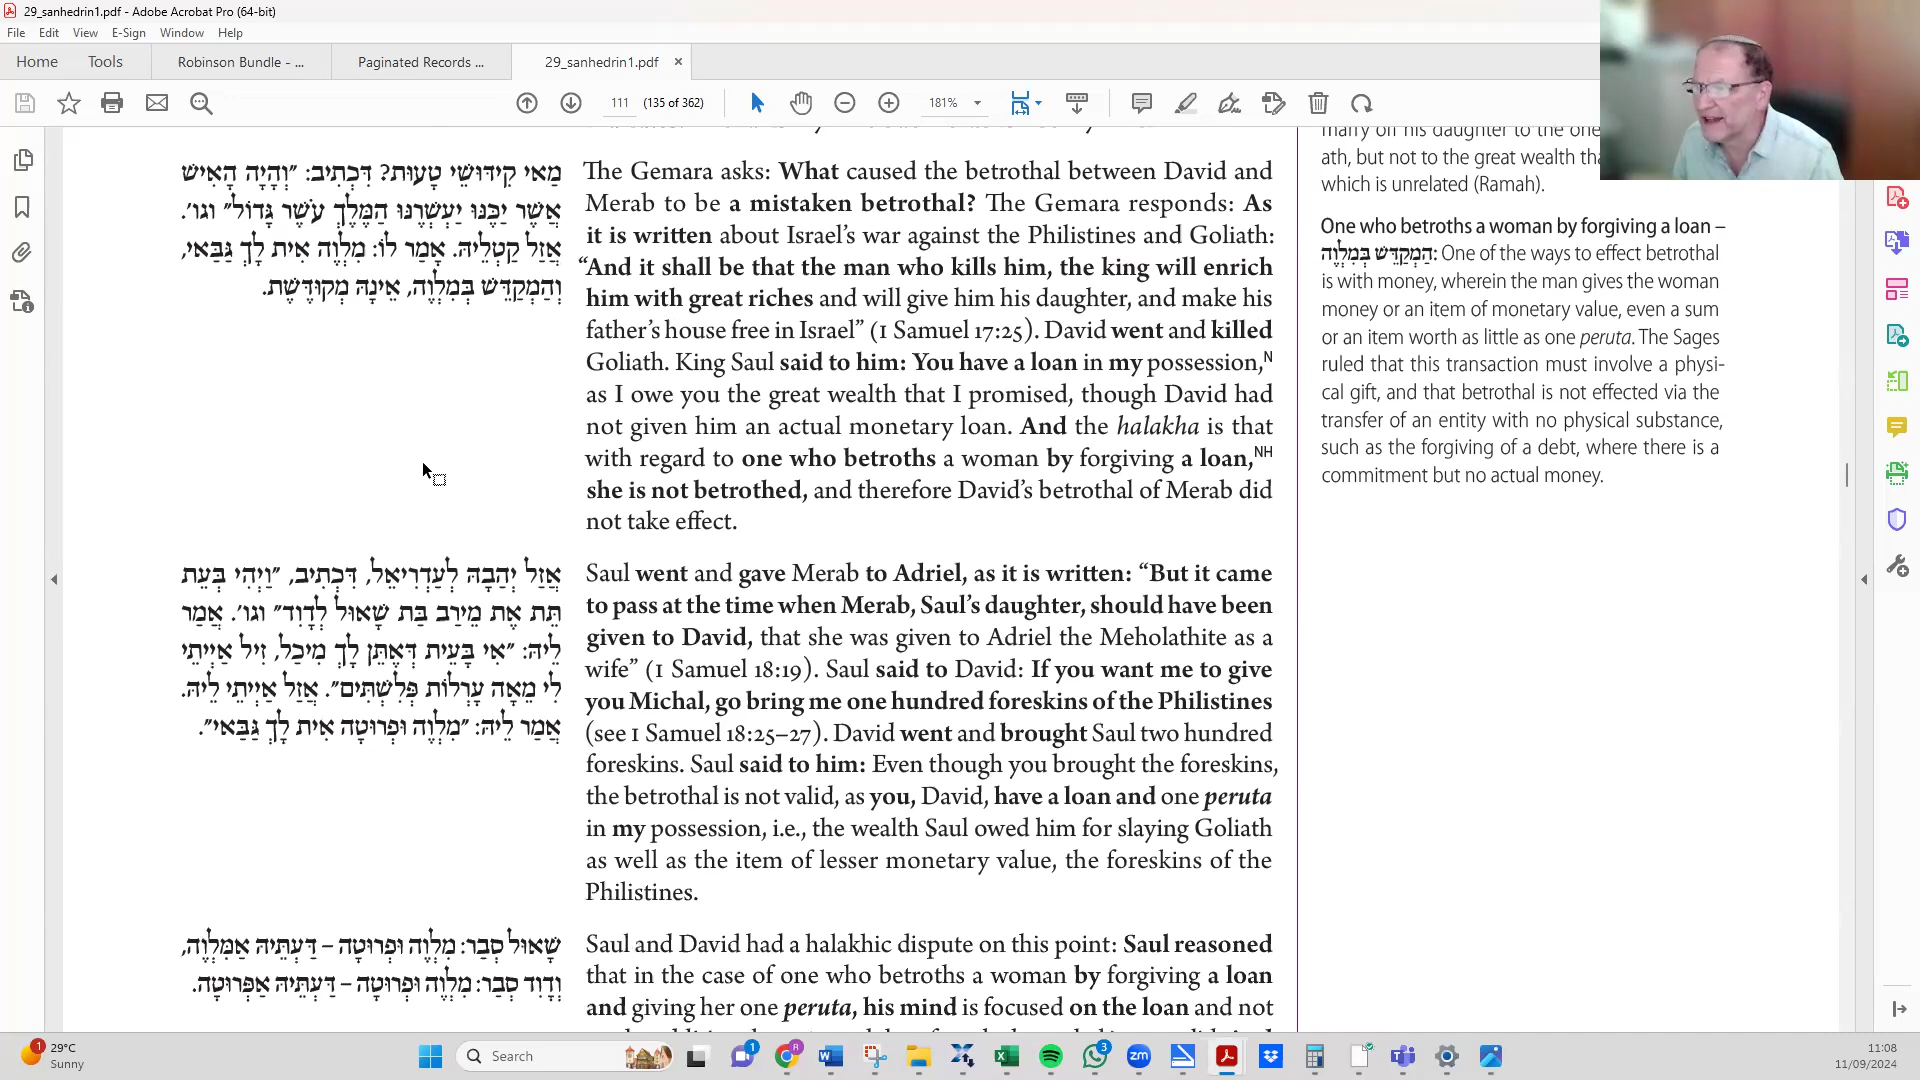 29_sanhedrin1.pdf - Adobe Acrobat Pro (64-bit)
File Edit View E-Sign Window Help
Home Tools Robinson Bundle - ... Paginated Records ... 29_sanhedrin1.pdf ×
111 (135 of 362) 181%
מַאי קִידּוּשֵׁי טָעוּת? דִּכְתִיב: ״וְהָיָה הָאִישׁ
אֲשֶׁר יַכֶּנּוּ יַעְשְׁרֶנּוּ הַמֶּלֶךְ עֹשֶׁר גָּדוֹל״ וגו׳.
אֲזַל קַטְלֵיהּ. אֲמַר לוֹ: מִלְוֶה אִית לָךְ גַּבַּאי,
וְהַמְקַדֵּשׁ בְּמִלְוֶה, אֵינָהּ מְקוּדֶּשֶׁת.
The Gemara asks: What caused the betrothal between David and
Merab to be a mistaken betrothal? The Gemara responds: As
it is written about Israel's war against the Philistines and Goliath:
“And it shall be that the man who kills him, the king will enrich
him with great riches and will give him his daughter, and make his
father's house free in Israel” (I Samuel 17:25). David went and killed
Goliath. King Saul said to him: You have a loan in my possession,N
as I owe you the great wealth that I promised, though David had
not given him an actual monetary loan. And the halakha is that
with regard to one who betroths a woman by forgiving a loan,NH
she is not betrothed, and therefore David's betrothal of Merab did
not take effect.
אֲזַל יְהַבָהּ לְעַדְרִיאֵל, דִּכְתִיב, ״וַיְהִי בְּעֵת
תֵּת אֶת מֵירַב בַּת שָׁאוּל לְדָוִד״ וגו׳. אֲמַר
לֵיהּ: ״אִי בָּעֵית דְּאֶתֵּן לָךְ מִיכַל, זִיל אַיְיתֵי
לִי מֵאָה עׇרְלוֹת פְּלִשְׁתִּים״. אֲזַל אַיְיתֵי לֵיהּ.
אֲמַר לֵיהּ: ״מִלְוֶה וּפְרוּטָה אִית לָךְ גַּבַּאי״.
Saul went and gave Merab to Adriel, as it is written: “But it came
to pass at the time when Merab, Saul's daughter, should have been
given to David, that she was given to Adriel the Meholathite as a
wife” (I Samuel 18:19). Saul said to David: If you want me to give
you Michal, go bring me one hundred foreskins of the Philistines
(see I Samuel 18:25–27). David went and brought Saul two hundred
foreskins. Saul said to him: Even though you brought the foreskins,
the betrothal is not valid, as you, David, have a loan and one peruta
in my possession, i.e., the wealth Saul owed him for slaying Goliath
as well as the item of lesser monetary value, the foreskins of the
Philistines.
שָׁאוּל סְבַר: מִלְוֶה וּפְרוּטָה – דַּעְתֵּיהּ אַמִּלְוֶה,
וְדָוִד סְבַר: מִלְוֶה וּפְרוּטָה – דַּעְתֵּיהּ אַפְּרוּטָה.
Saul and David had a halakhic dispute on this point: Saul reasoned
that in the case of one who betroths a woman by forgiving a loan
and giving her one peruta, his mind is focused on the loan and not
marry off his daughter to the one
ath, but not to the great wealth
which is unrelated (Ramah).
One who betroths a woman by forgiving a loan –
הַמְקַדֵּשׁ בְּמִלְוֶה: One of the ways to effect betrothal
is with money, wherein the man gives the woman
money or an item of monetary value, even a sum
or an item worth as little as one peruta. The Sages
ruled that this transaction must involve a physi-
cal gift, and that betrothal is not effected via the
transfer of an entity with no physical substance,
such as the forgiving of a debt, where there is a
commitment but no actual money.
1 29°C
Sunny
Search
1
R
3
zm
11:08
11/09/2024